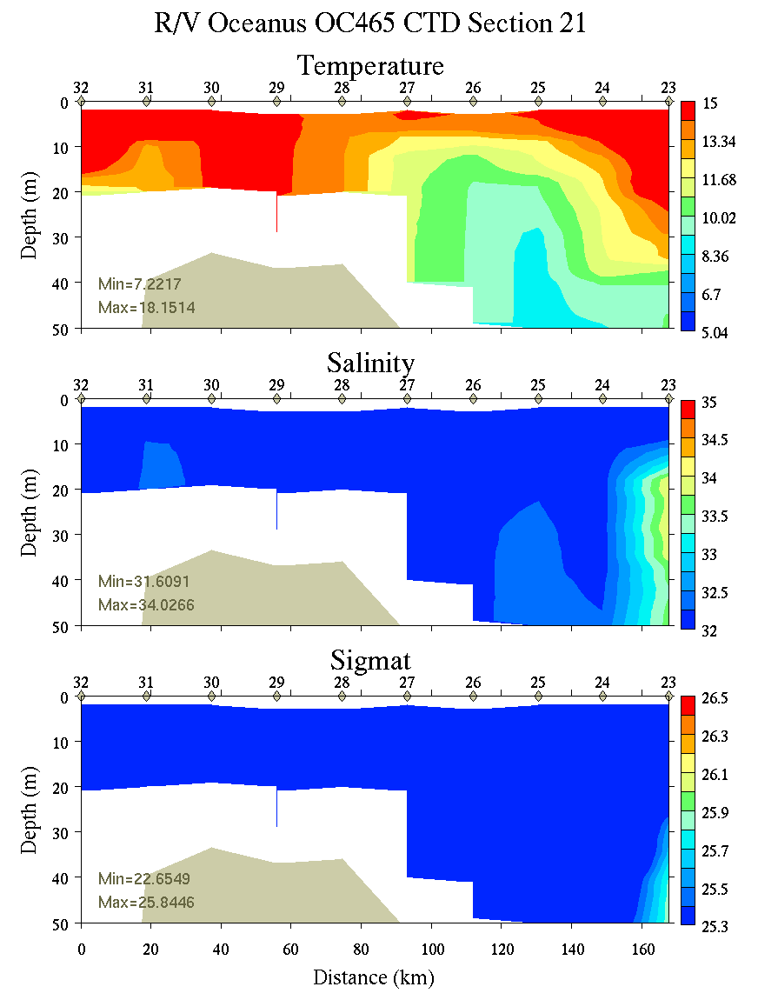 R/V Oceanus OC465 CTD Section 21
Temperature
32 31 30 29 28 27 26 25 24 23
0
10
20
30
40
50
Depth (m)
Min=7.2217
Max=18.1514
15
13.34
11.68
10.02
8.36
6.7
5.04
Salinity
32 31 30 29 28 27 26 25 24 23
0
10
20
30
40
50
Depth (m)
Min=31.6091
Max=34.0266
35
34.5
34
33.5
33
32.5
32
Sigmat
32 31 30 29 28 27 26 25 24 23
0
10
20
30
40
50
Depth (m)
Min=22.6549
Max=25.8446
26.5
26.3
26.1
25.9
25.7
25.5
25.3
0 20 40 60 80 100 120 140 160
Distance (km)